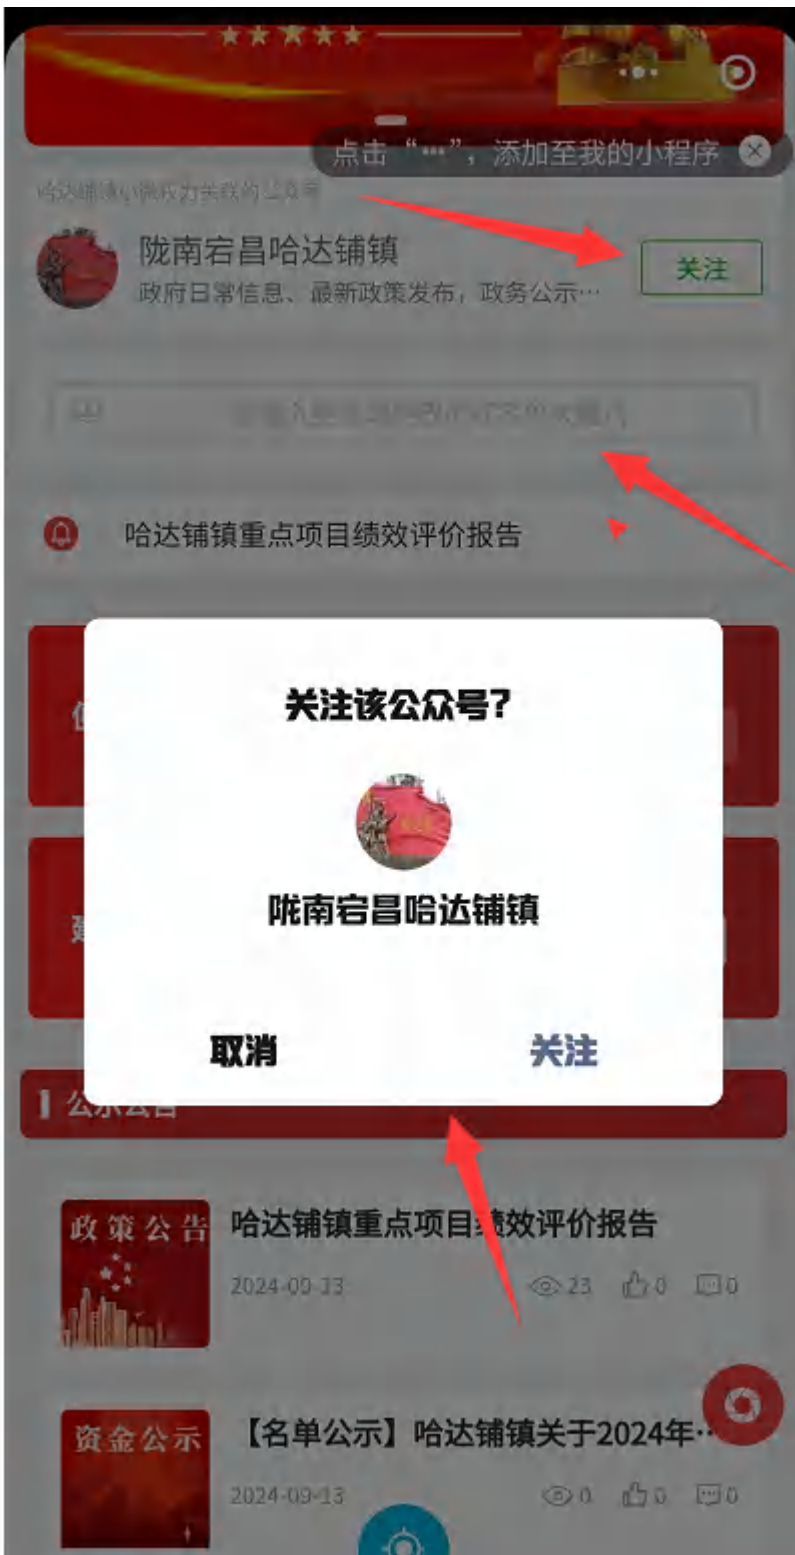 点击“···”，添加至我的小程序
陇南宕昌哈达铺镇
政府日常信息、最新政策发布，政务公示···
关注
哈达铺镇重点项目绩效评价报告
关注该公众号？
陇南宕昌哈达铺镇
取消
关注
公示公告
政策公告
哈达铺镇重点项目绩效评价报告
2024-09-13
23
0
0
资金公示
【名单公示】哈达铺镇关于2024年···
2024-09-13
0
0
0